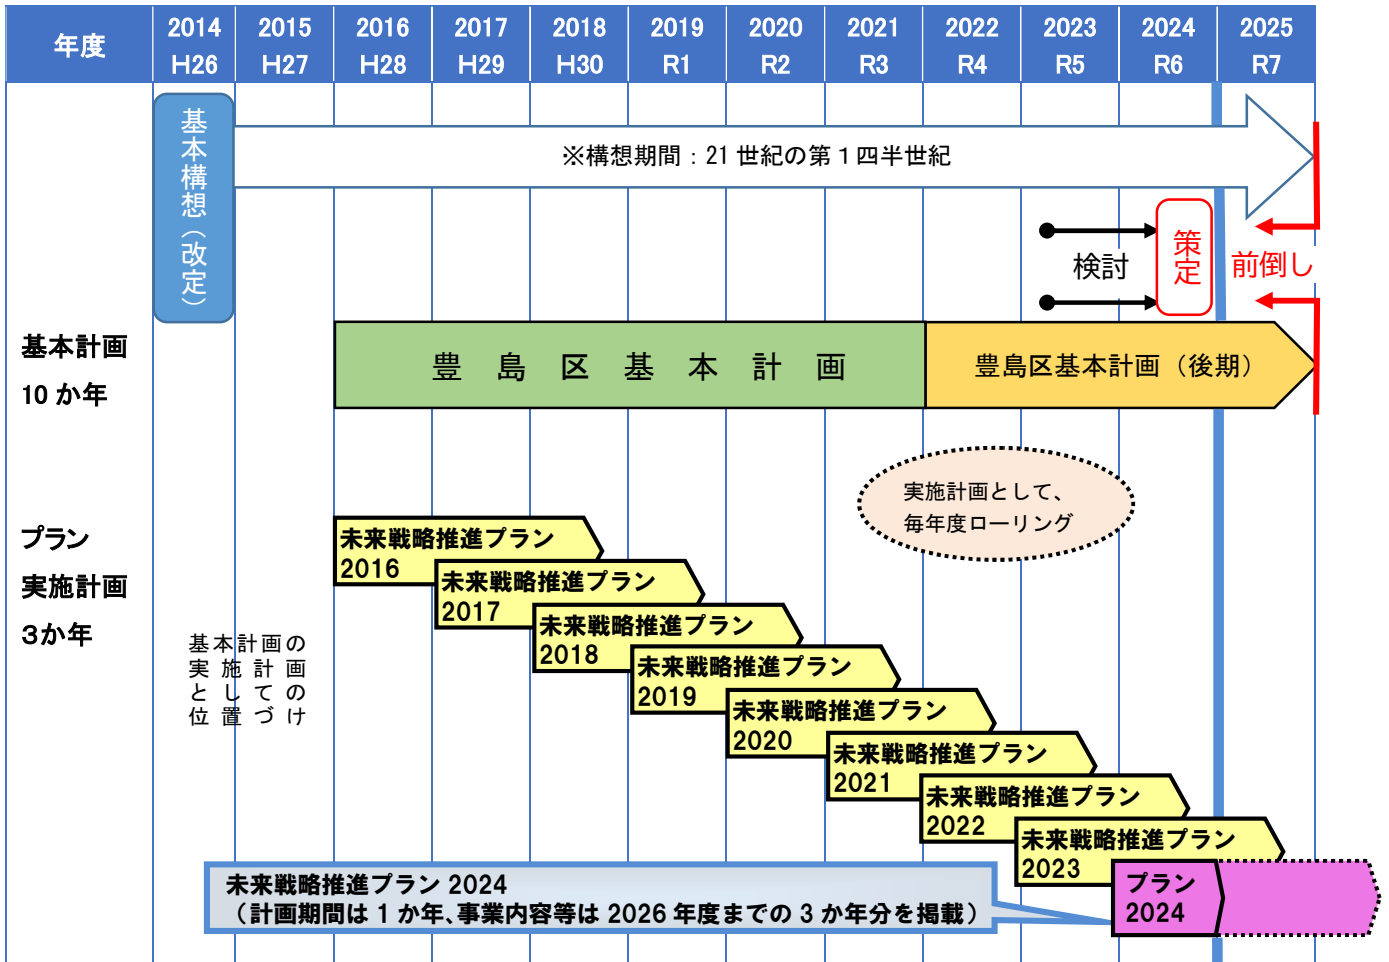 年度
2014 2015 2016 2017 2018 2019 2020 2021 2022 2023 2024 2025
H26 H27 H28 H29 H30 R1 R2 R3 R4 R5 R6 R7
基本構想（改定）
※構想期間：21世紀の第１四半世紀
検討
策定
前倒し
基本計画
10か年
豊島区基本計画
豊島区基本計画（後期）
実施計画として、
毎年度ローリング
プラン
実施計画
３か年
基本計画の
実施計画
としての
位置づけ
未来戦略推進プラン
2016
未来戦略推進プラン
2017
未来戦略推進プラン
2018
未来戦略推進プラン
2019
未来戦略推進プラン
2020
未来戦略推進プラン
2021
未来戦略推進プラン
2022
未来戦略推進プラン
2023
プラン
2024
未来戦略推進プラン 2024
（計画期間は1か年、事業内容等は2026年度までの3か年分を掲載）